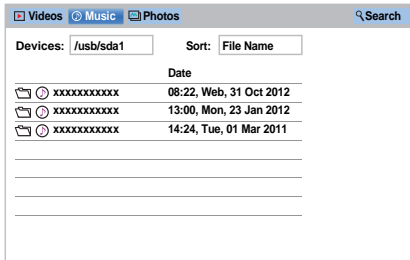 Videos Music Photos Search
Devices: /usb/sda1 Sort: File Name
Date
xxxxxxxxxxx 08:22, Web, 31 Oct 2012
xxxxxxxxxxx 13:00, Mon, 23 Jan 2012
xxxxxxxxxxx 14:24, Tue, 01 Mar 2011